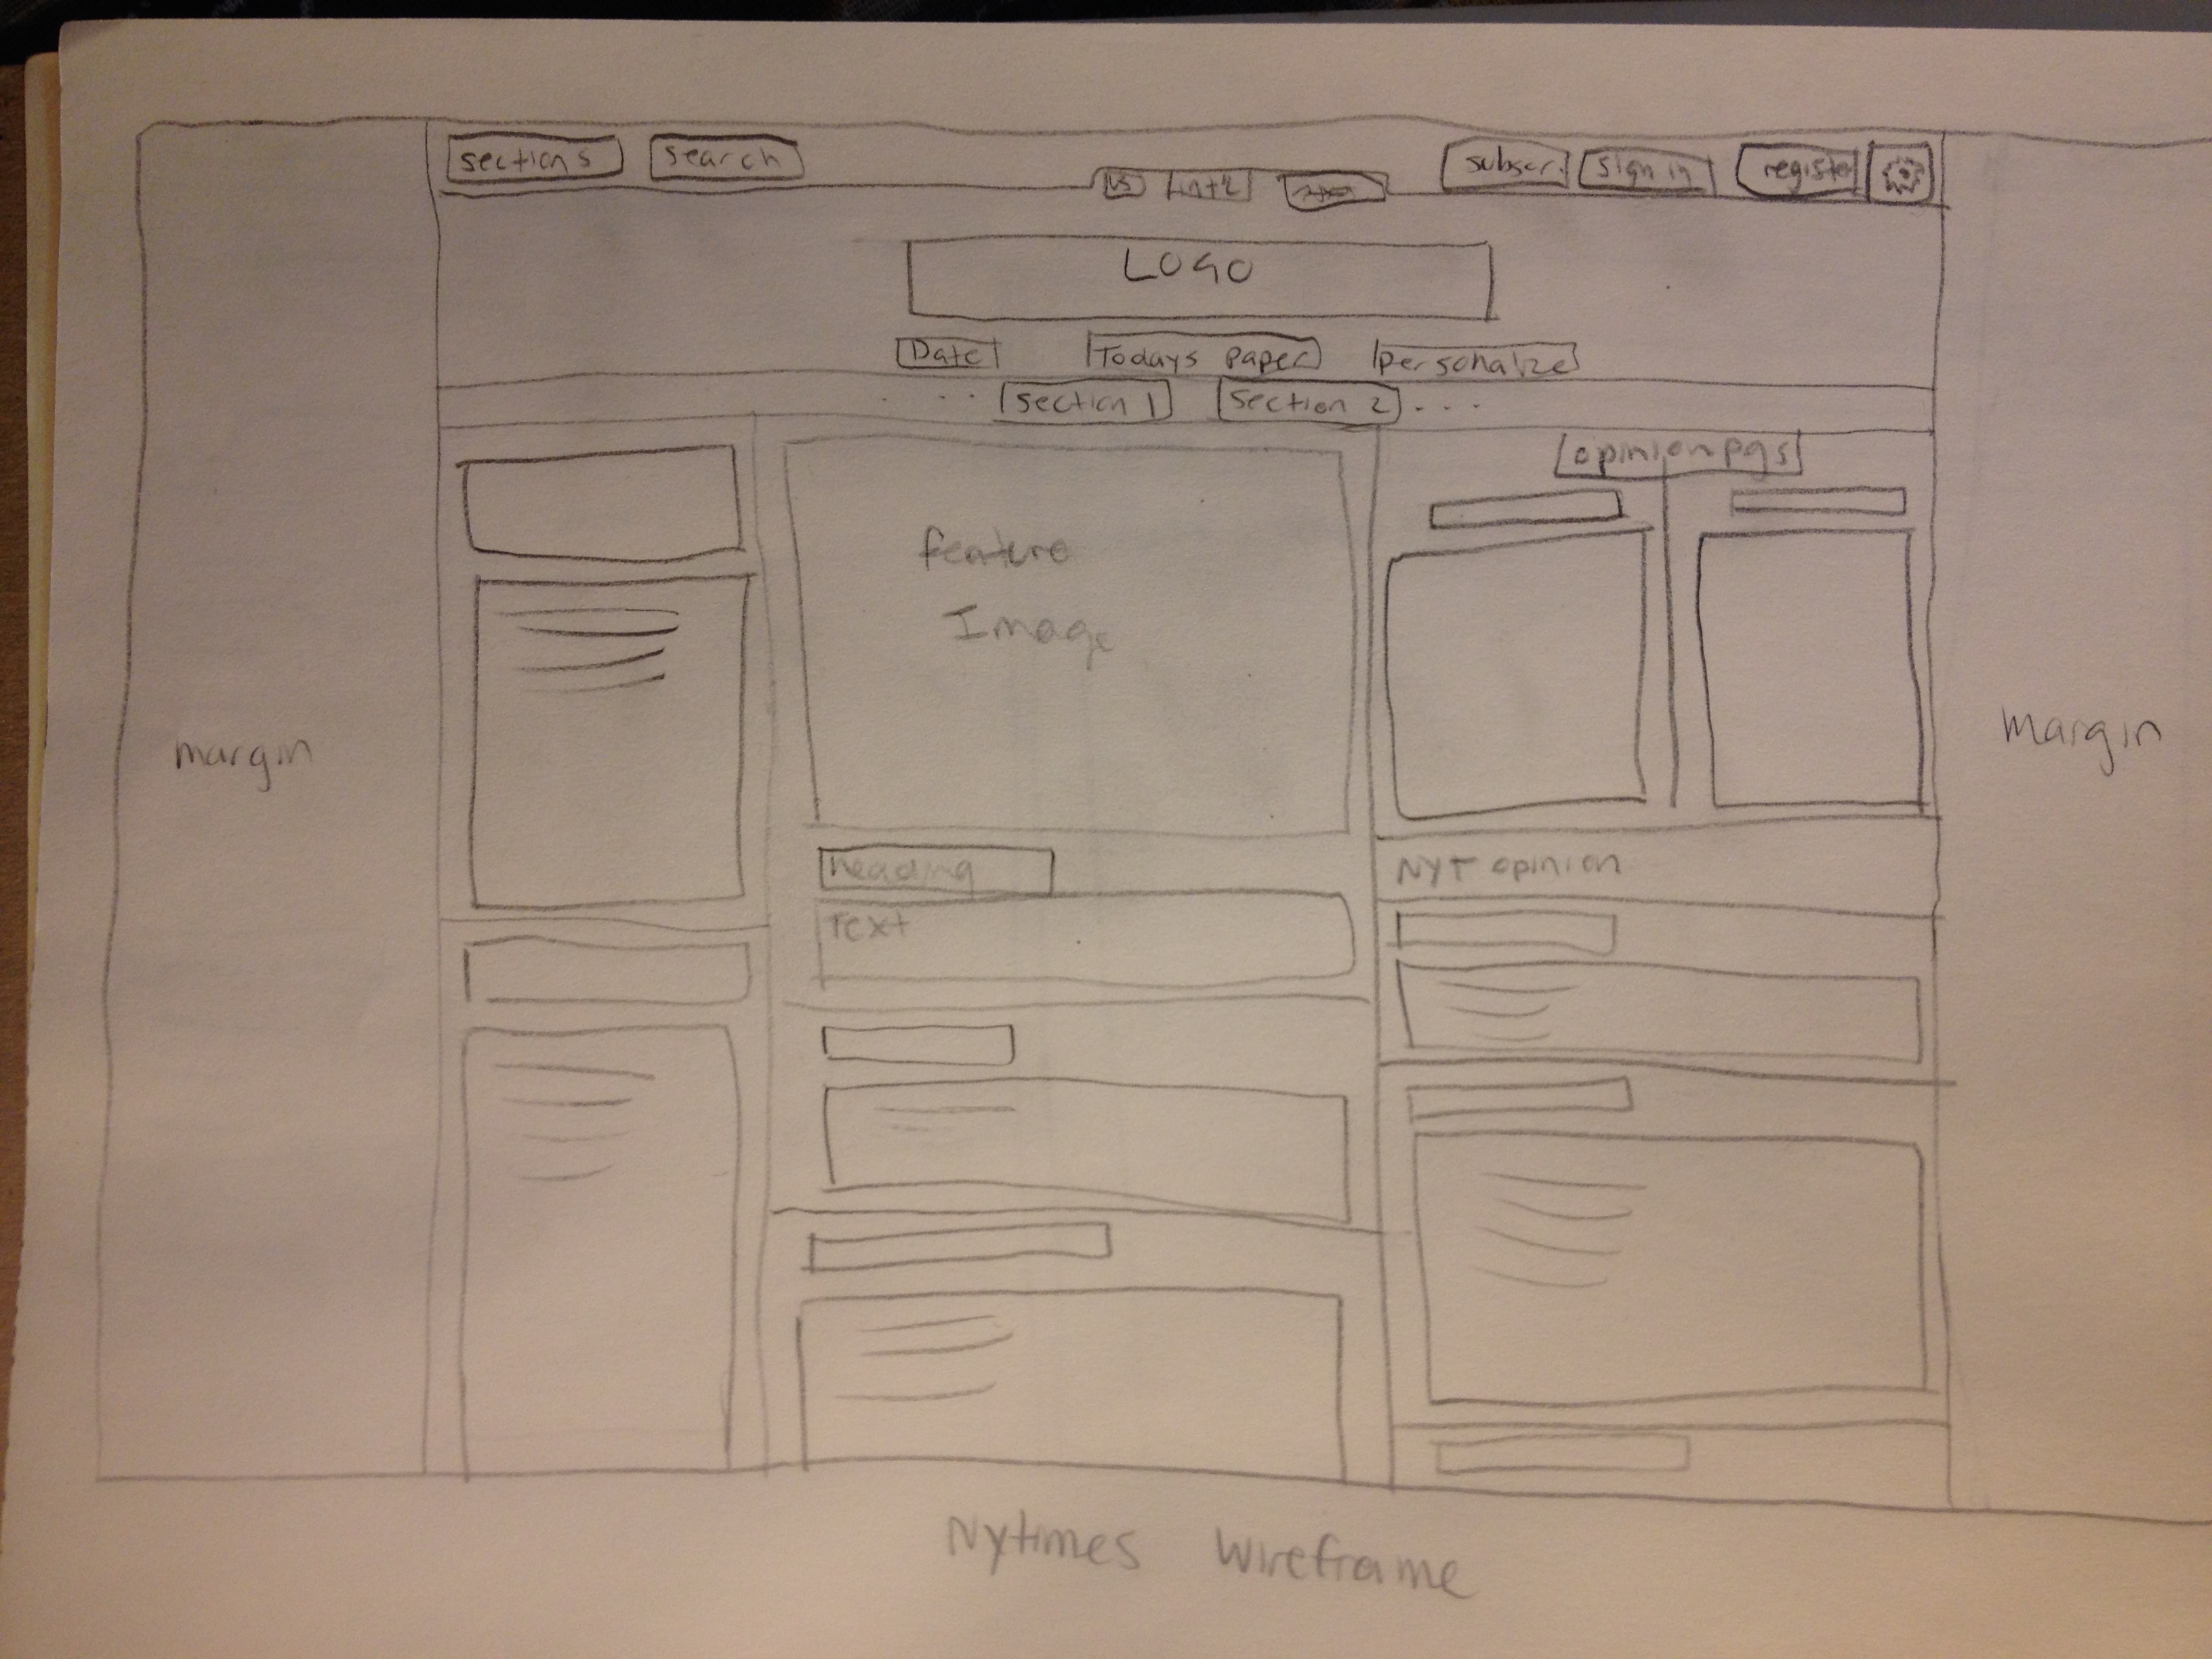 sections search subscr. sign in register
US int'l
LOGO
Date Todays paper personalize
... section 1 section 2 ...
opinion pgs
feature
Image
margin
margin
heading
NYT opinion
Text
Nytimes Wireframe